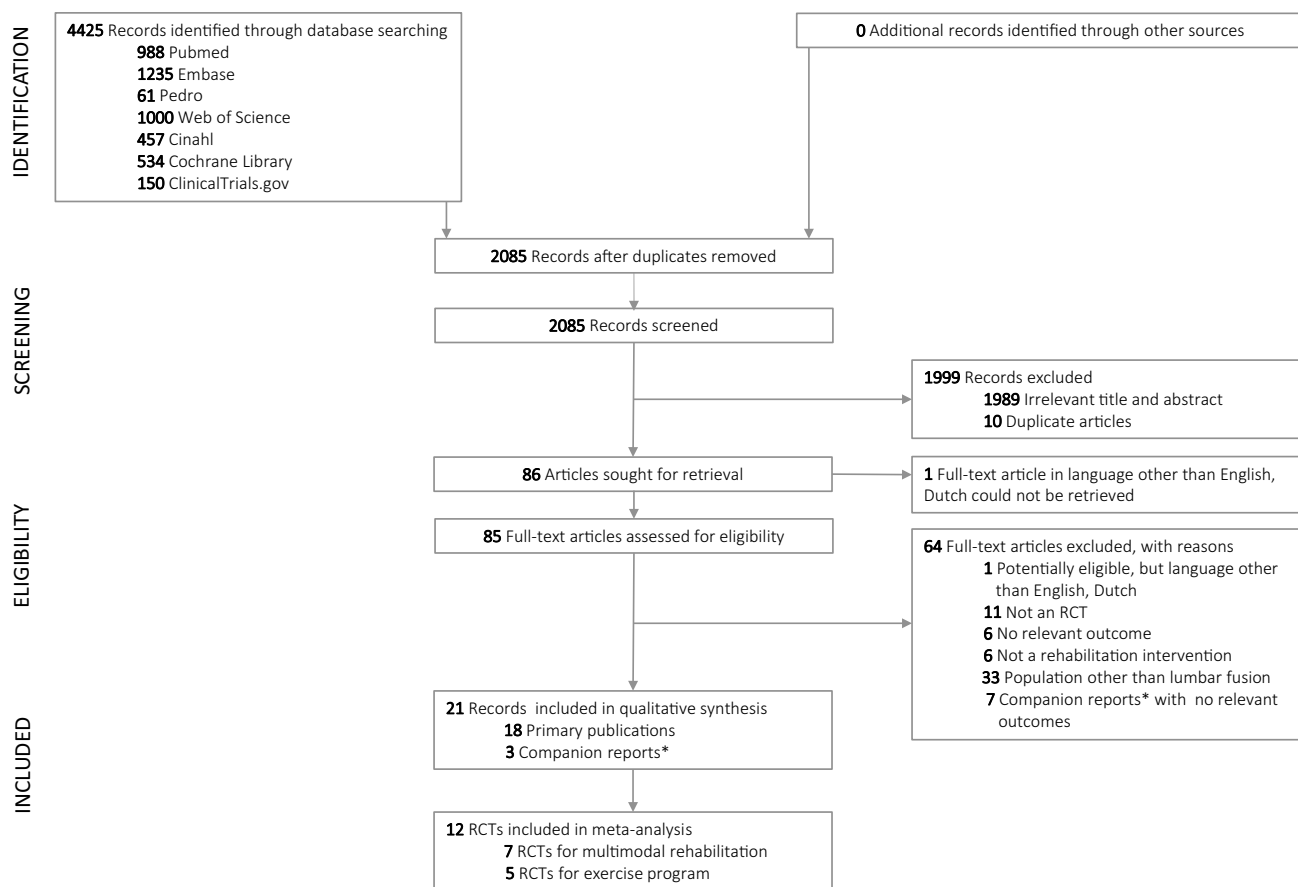 IDENTIFICATION
4425 Records identified through database searching
988 Pubmed
1235 Embase
61 Pedro
1000 Web of Science
457 Cinahl
534 Cochrane Library
150 ClinicalTrials.gov
0 Additional records identified through other sources
2085 Records after duplicates removed
SCREENING
2085 Records screened
1999 Records excluded
1989 Irrelevant title and abstract
10 Duplicate articles
86 Articles sought for retrieval
1 Full-text article in language other than English,
Dutch could not be retrieved
ELIGIBILITY
85 Full-text articles assessed for eligibility
64 Full-text articles excluded, with reasons
1 Potentially eligible, but language other
than English, Dutch
11 Not an RCT
6 No relevant outcome
6 Not a rehabilitation intervention
33 Population other than lumbar fusion
7 Companion reports* with no relevant
outcomes
INCLUDED
21 Records included in qualitative synthesis
18 Primary publications
3 Companion reports*
12 RCTs included in meta-analysis
7 RCTs for multimodal rehabilitation
5 RCTs for exercise program